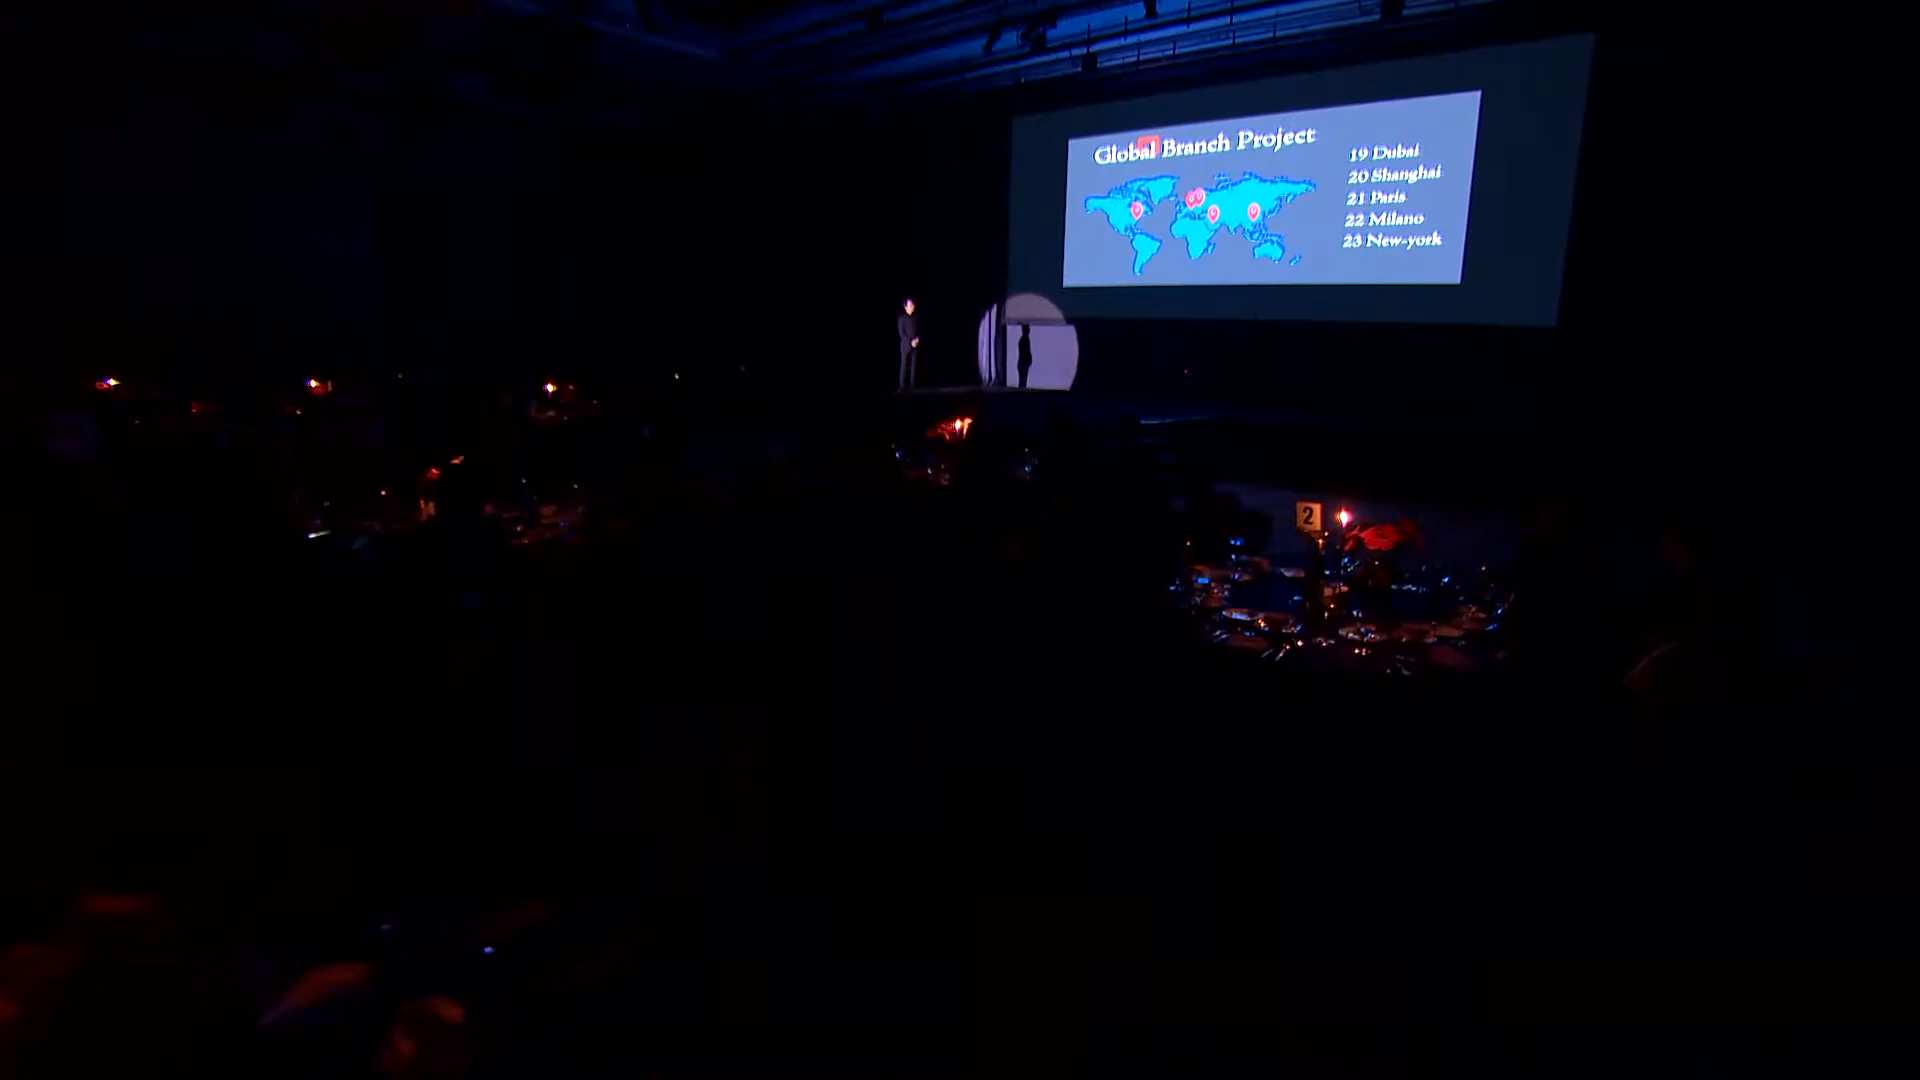 Global Branch Project
19 Dubai
20 Shanghai
21 Paris
22 Milano
23 New-york
2